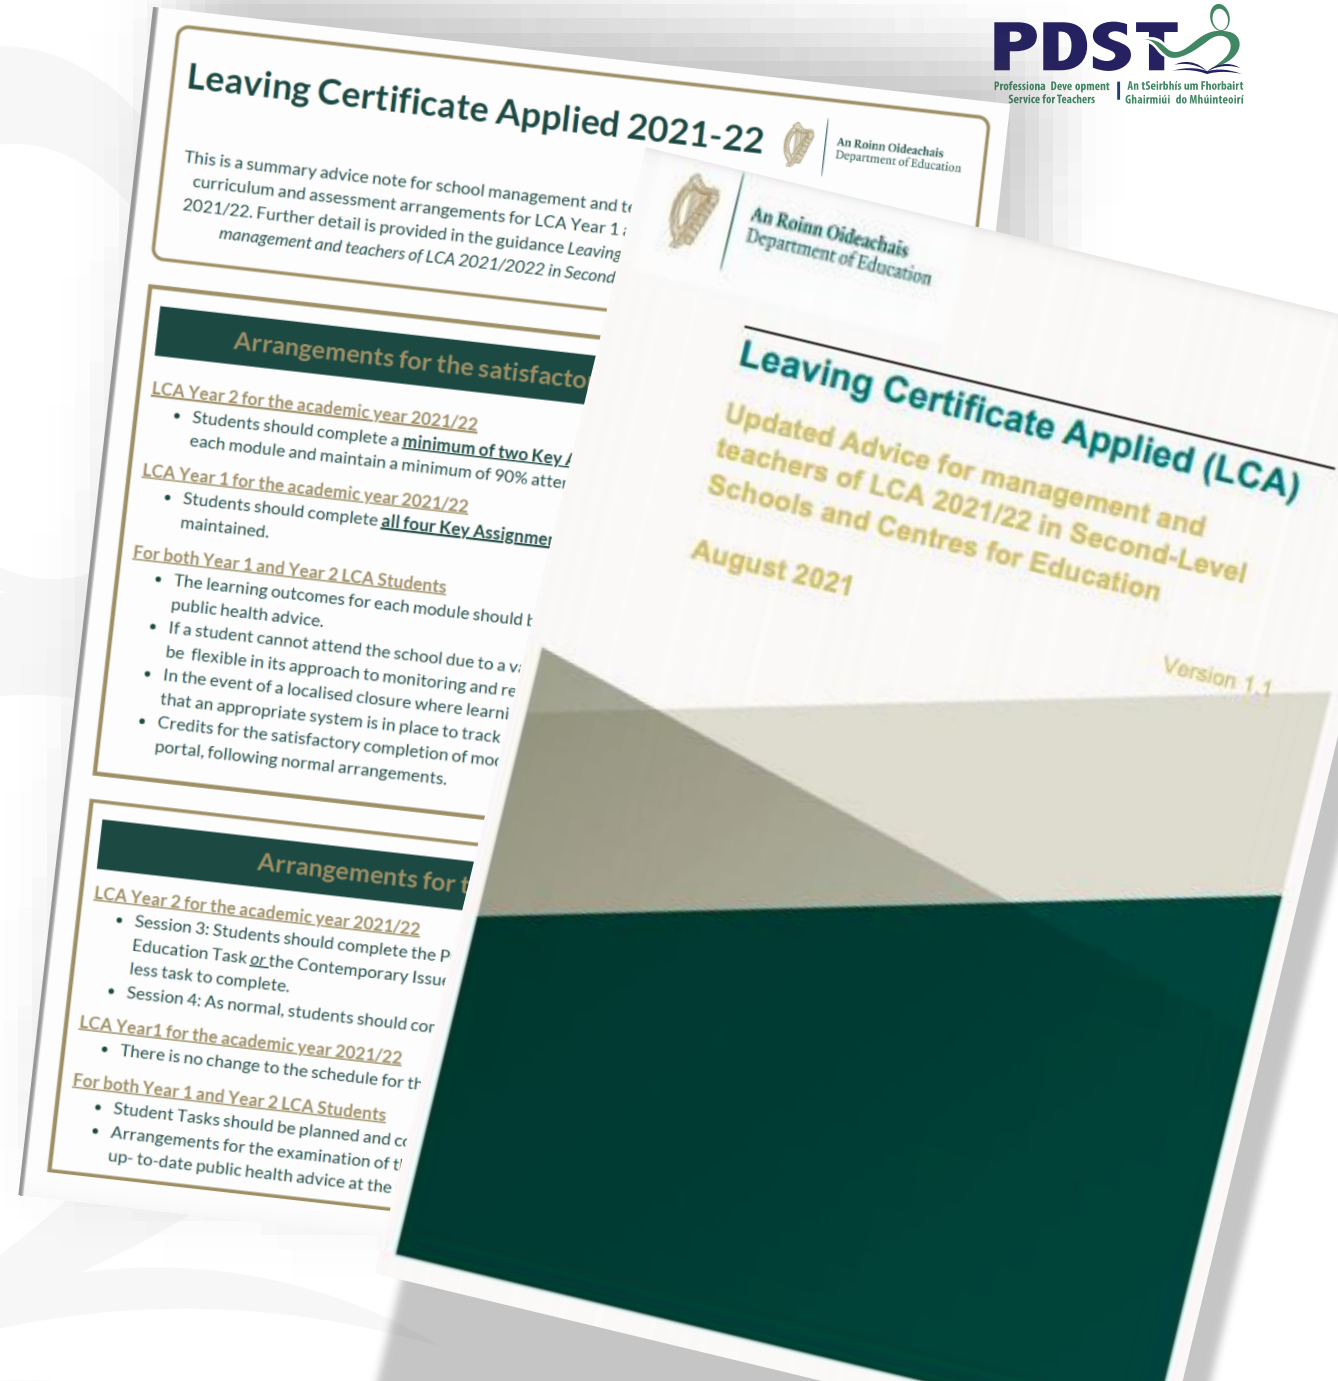 PDST
Professiona Deve opment
Service for Teachers
An tSeirbhís um Fhorbairt
Ghairmiúi do Mhúinteoirí
Leaving Certificate Applied 2021-22
An Roinn Oideachais
Department of Education
This is a summary advice note for school management and
curriculum and assessment arrangements for LCA Year 1
2021/22. Further detail is provided in the guidance Leaving
management and teachers of LCA 2021/2022 in Second
Arrangements for the
LCA Year 2 for the academic year 2021/22
Students should complete a minimum of two Key
each module and maintain a minimum of 90%
LCA Year 1 for the academic year 2021/22
Students should complete all four Key
maintained.
For both Year 1 and Year 2 LCA Students
The learning outcomes for each module should
public health advice.
If a student cannot attend the school due to a
be flexible in its approach to monitoring and
In the event of a localised closure where
that an appropriate system is in place to track
Credits for the satisfactory completion of
portal, following normal arrangements.
Arrangements for
LCA Year 2 for the academic year 2021/22
Session 3: Students should complete the
Education Task or the Contemporary
less task to complete.
Session 4: As normal, students should
LCA Year1 for the academic year 2021/22
There is no change to the schedule for
For both Year 1 and Year 2 LCA Students
Student Tasks should be planned and
Arrangements for the examination of
up- to-date public health advice at the
An Roinn Oideachais
Department of Education
Leaving Certificate Applied (LCA)
Updated Advice for management and
teachers of LCA 2021/22 in Second-Level
Schools and Centres for Education
August 2021
Version 1.1